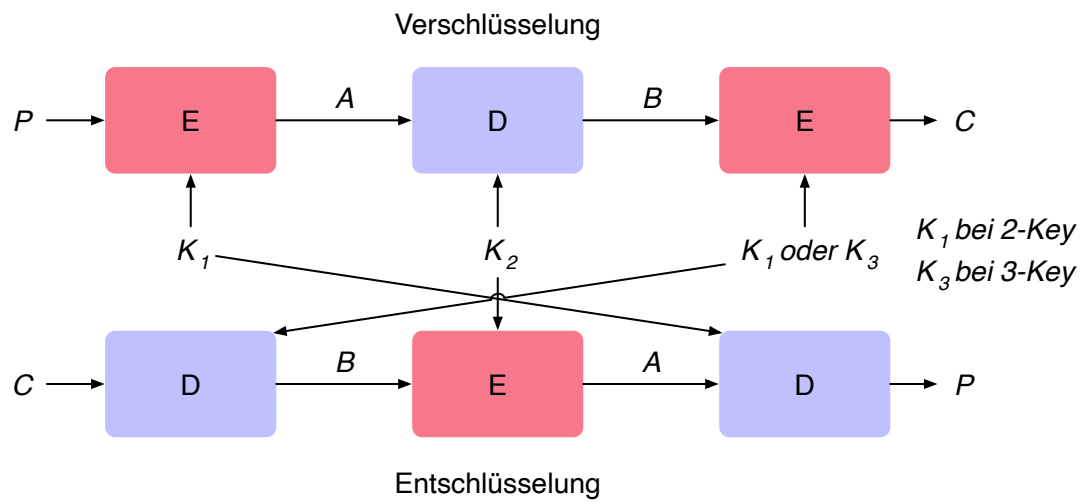 Verschlüsselung
P E A D B E C
K1 K2 K1 oder K3
K1 bei 2-Key
K3 bei 3-Key
C D B E A D P
Entschlüsselung